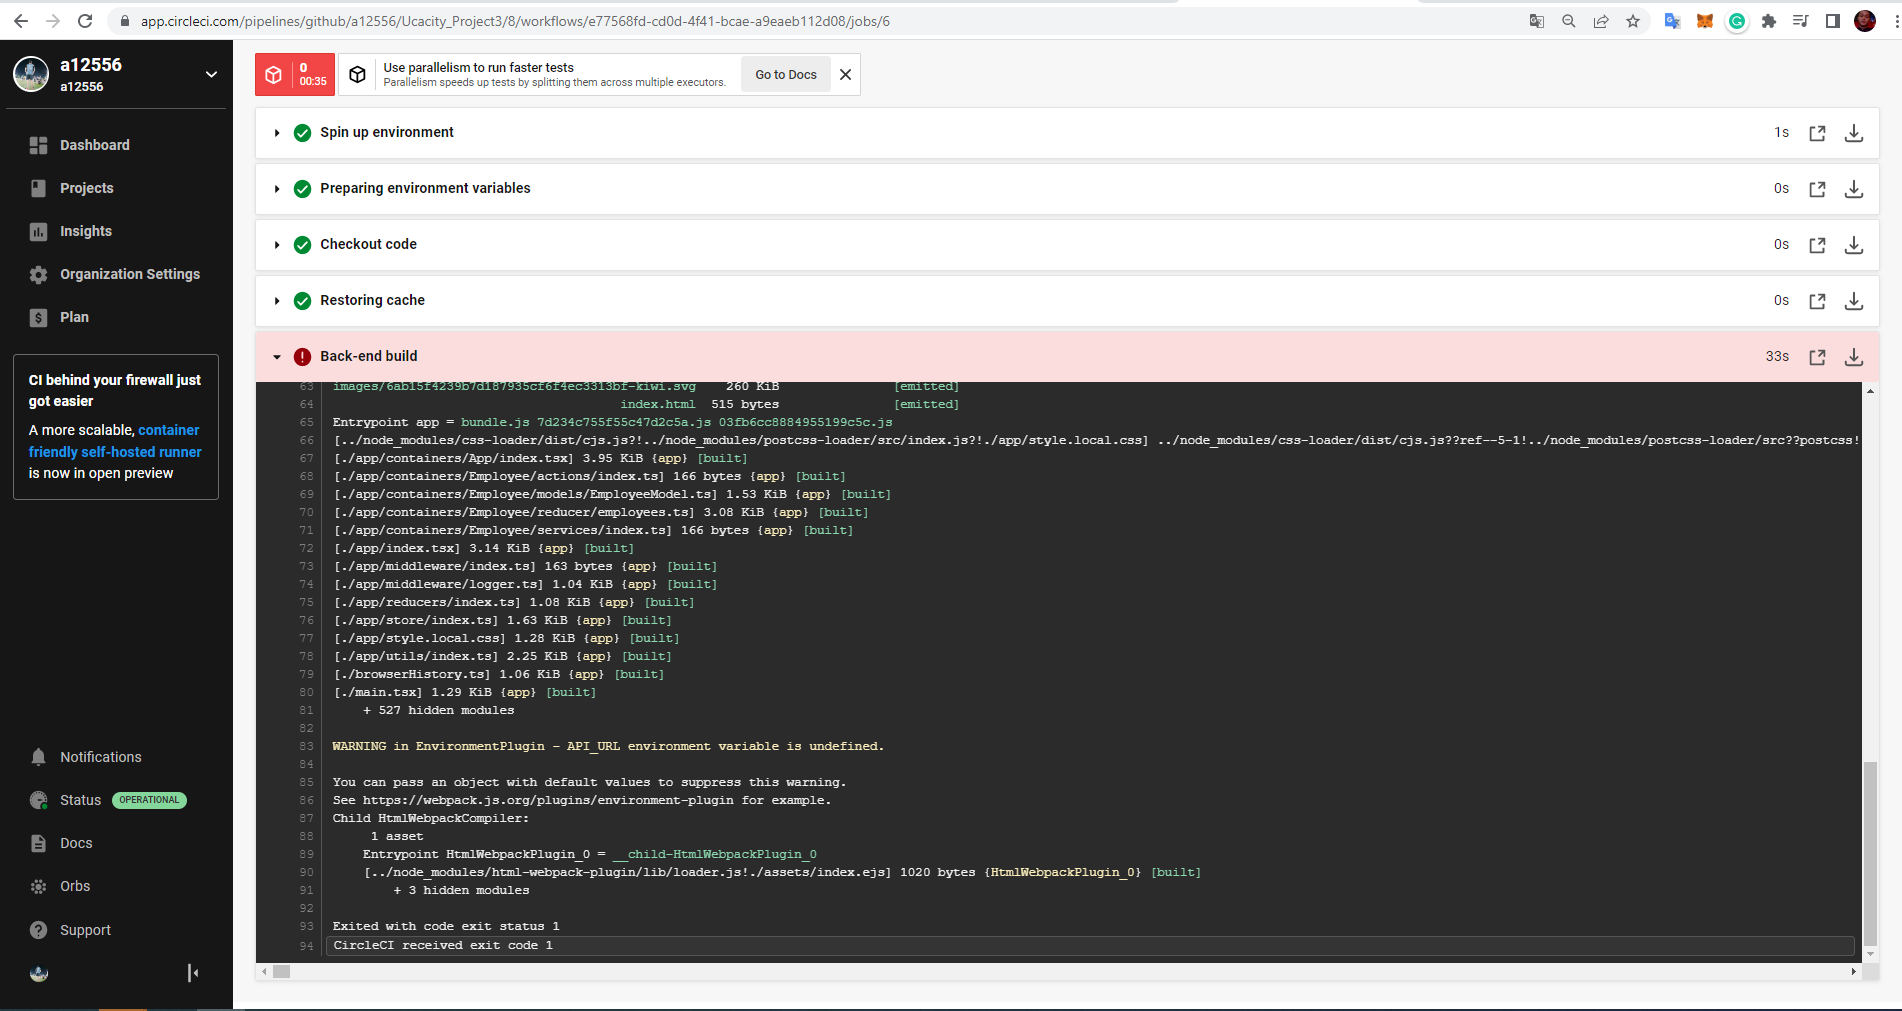 app.circleci.com/pipelines/github/a12556/Ucacity_Project3/8/workflows/e77568fd-cd0d-4f41-bcae-a9eaeb112d08/jobs/6
a12556
a12556
Dashboard
Projects
Insights
Organization Settings
Plan
CI behind your firewall just
got easier
A more scalable, container
friendly self-hosted runner
is now in open preview
Notifications
Status OPERATIONAL
Docs
Orbs
Support
0
00:35
Use parallelism to run faster tests
Parallelism speeds up tests by splitting them across multiple executors.
Go to Docs
Spin up environment 1s
Preparing environment variables 0s
Checkout code 0s
Restoring cache 0s
Back-end build 33s
63 images/6ab15f4239b7d187935cf6f4ec3313bf-kiwi.svg 260 KiB [emitted]
64 index.html 515 bytes [emitted]
65 Entrypoint app = bundle.js 7d234c755f55c47d2c5a.js 03fb6cc8884955199c5c.js
66 [../node_modules/css-loader/dist/cjs.js?!../node_modules/postcss-loader/src/index.js?!./app/style.local.css] ../node_modules/css-loader/dist/cjs.js??ref--5-1!../node_modules/postcss-loader/src??postcss!
67 [./app/containers/App/index.tsx] 3.95 KiB {app} [built]
68 [./app/containers/Employee/actions/index.ts] 166 bytes {app} [built]
69 [./app/containers/Employee/models/EmployeeModel.ts] 1.53 KiB {app} [built]
70 [./app/containers/Employee/reducer/employees.ts] 3.08 KiB {app} [built]
71 [./app/containers/Employee/services/index.ts] 166 bytes {app} [built]
72 [./app/index.tsx] 3.14 KiB {app} [built]
73 [./app/middleware/index.ts] 163 bytes {app} [built]
74 [./app/middleware/logger.ts] 1.04 KiB {app} [built]
75 [./app/reducers/index.ts] 1.08 KiB {app} [built]
76 [./app/store/index.ts] 1.63 KiB {app} [built]
77 [./app/style.local.css] 1.28 KiB {app} [built]
78 [./app/utils/index.ts] 2.25 KiB {app} [built]
79 [./browserHistory.ts] 1.06 KiB {app} [built]
80 [./main.tsx] 1.29 KiB {app} [built]
81 + 527 hidden modules
82
83 WARNING in EnvironmentPlugin - API_URL environment variable is undefined.
84
85 You can pass an object with default values to suppress this warning.
86 See https://webpack.js.org/plugins/environment-plugin for example.
87 Child HtmlWebpackCompiler:
88 1 asset
89 Entrypoint HtmlWebpackPlugin_0 = __child-HtmlWebpackPlugin_0
90 [../node_modules/html-webpack-plugin/lib/loader.js!./assets/index.ejs] 1020 bytes {HtmlWebpackPlugin_0} [built]
91 + 3 hidden modules
92
93 Exited with code exit status 1
94 CircleCI received exit code 1